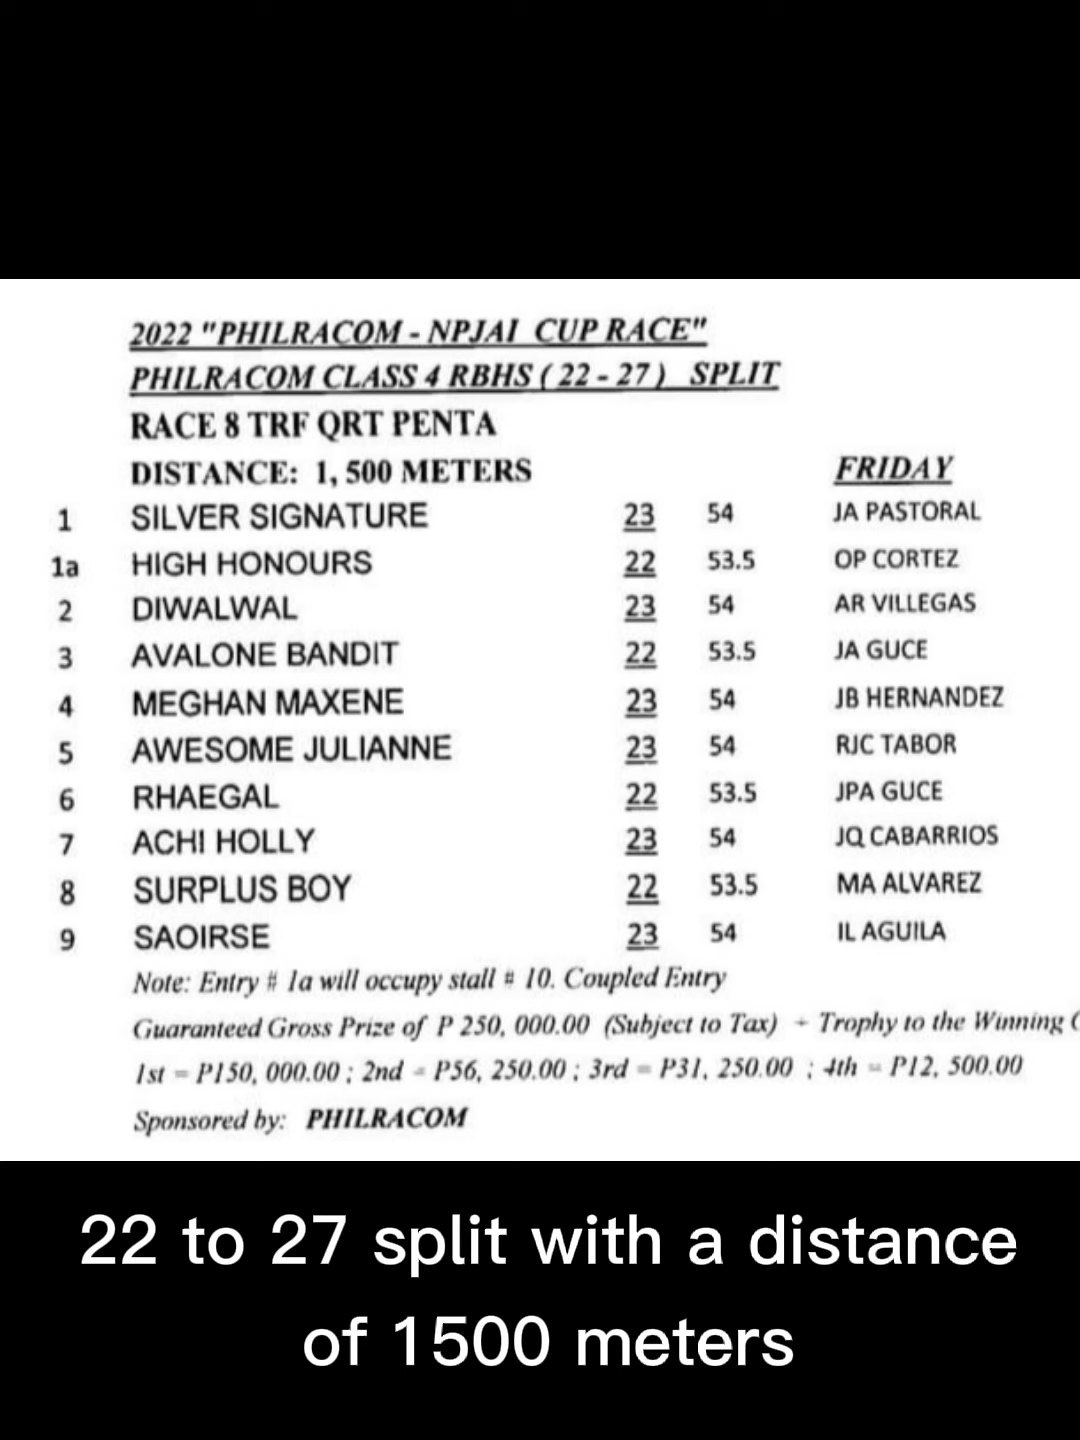 2022 "PHILRACOM - NPJAI CUP RACE"
PHILRACOM CLASS 4 RBHS ( 22 - 27 ) SPLIT
RACE 8 TRF QRT PENTA
DISTANCE: 1, 500 METERS FRIDAY
1 SILVER SIGNATURE 23 54 JA PASTORAL
1a HIGH HONOURS 22 53.5 OP CORTEZ
2 DIWALWAL 23 54 AR VILLEGAS
3 AVALONE BANDIT 22 53.5 JA GUCE
4 MEGHAN MAXENE 23 54 JB HERNANDEZ
5 AWESOME JULIANNE 23 54 RJC TABOR
6 RHAEGAL 22 53.5 JPA GUCE
7 ACHI HOLLY 23 54 JQ CABARRIOS
8 SURPLUS BOY 22 53.5 MA ALVAREZ
9 SAOIRSE 23 54 IL AGUILA
Note: Entry # 1a will occupy stall # 10. Coupled Entry
Guaranteed Gross Prize of P 250, 000.00 (Subject to Tax) + Trophy to the Winning
1st = P150, 000.00 ; 2nd = P56, 250.00 ; 3rd = P31, 250.00 ; 4th = P12, 500.00
Sponsored by: PHILRACOM
22 to 27 split with a distance
of 1500 meters